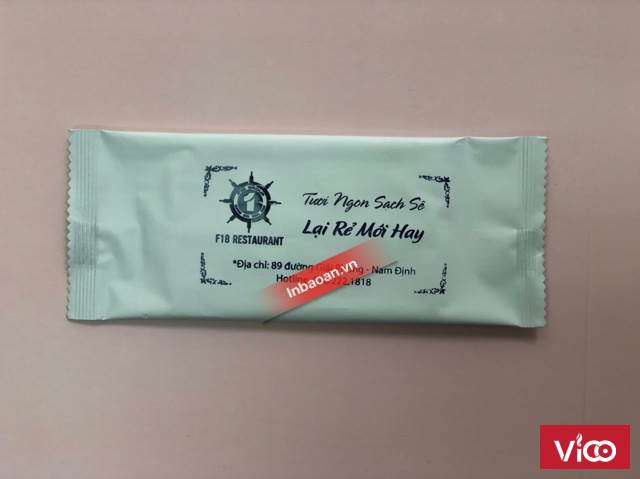 Tươi Ngon Sạch Sẽ
Lại Rẻ Mới Hay
F18 RESTAURANT
*Địa chỉ: 89 đường - Nam Định
Hotline 1818
Inbaoan.vn
VIOO